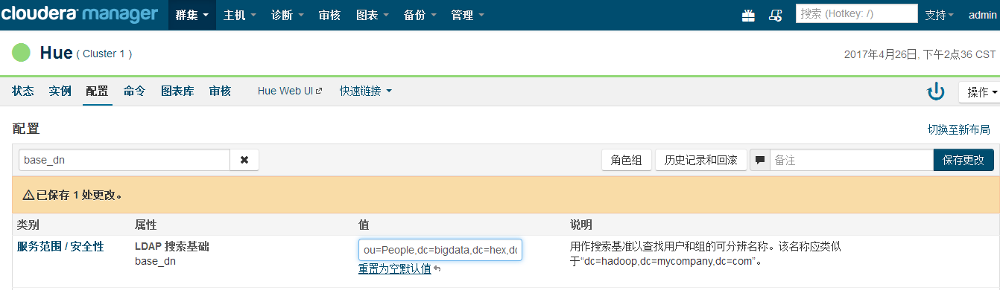 cloudera manager 群集 主机 诊断 审核 图表 备份 管理 搜索 (Hotkey: /) 支持 admin
Hue ( Cluster 1 ) 2017年4月26日, 下午2点36 CST
状态 实例 配置 命令 图表库 审核 Hue Web UI 快速链接 操作
配置 切换至新布局
base_dn 角色组 历史记录和回滚 备注 保存更改
已保存 1 处更改。
类别 属性 值 说明
服务范围 / 安全性 LDAP 搜索基础 ou=People,dc=bigdata,dc=hex,dc 用作搜索基准以查找用户和组的可分辨名称。该名称应类似
base_dn 重置为空默认值 于“dc=hadoop,dc=mycompany,dc=com”。